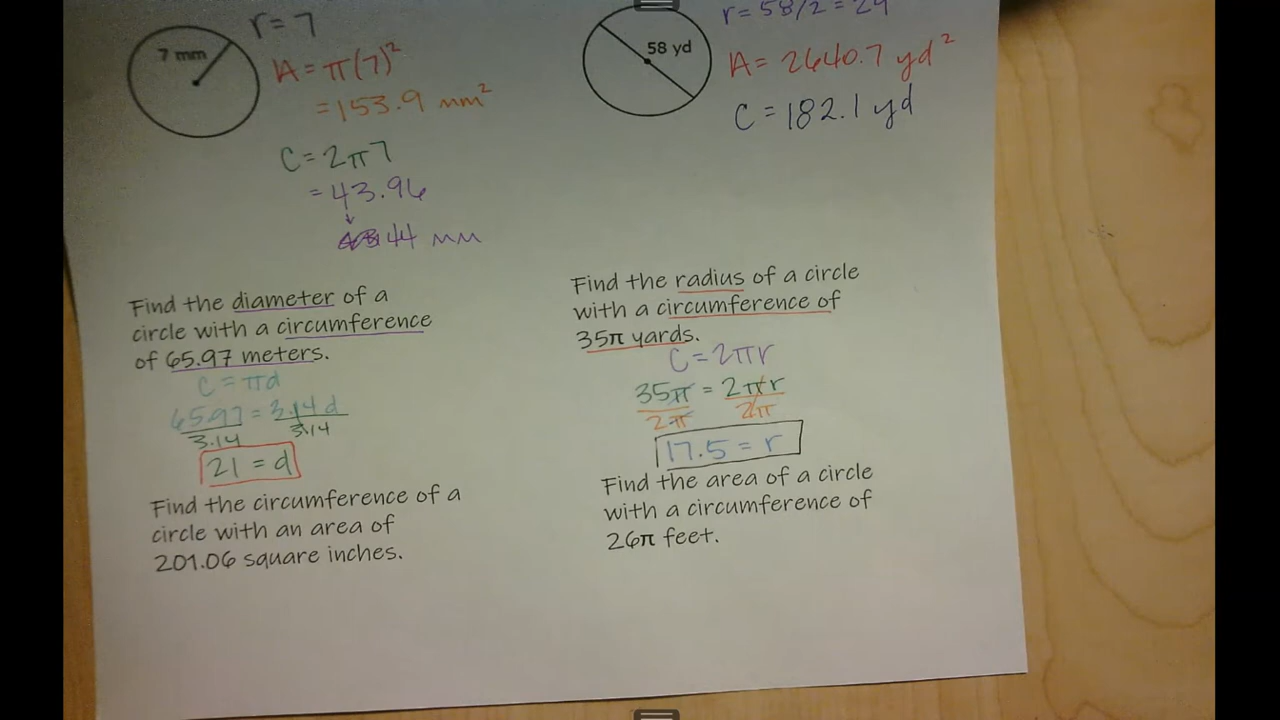 7 mm
r = 7
A = π(7)²
= 153.9 mm²
C = 2π7
= 43.96
44 mm
58 yd
r = 58/2 = 29
A = 2640.7 yd²
C = 182.1 yd
Find the diameter of a
circle with a circumference
of 65.97 meters.
C = πd
65.97 = 3.14 d
3.14 3.14
21 = d
Find the radius of a circle
with a circumference of
35π yards.
C = 2πr
35π = 2πr
2π 2π
17.5 = r
Find the circumference of a
circle with an area of
201.06 square inches.
Find the area of a circle
with a circumference of
26π feet.